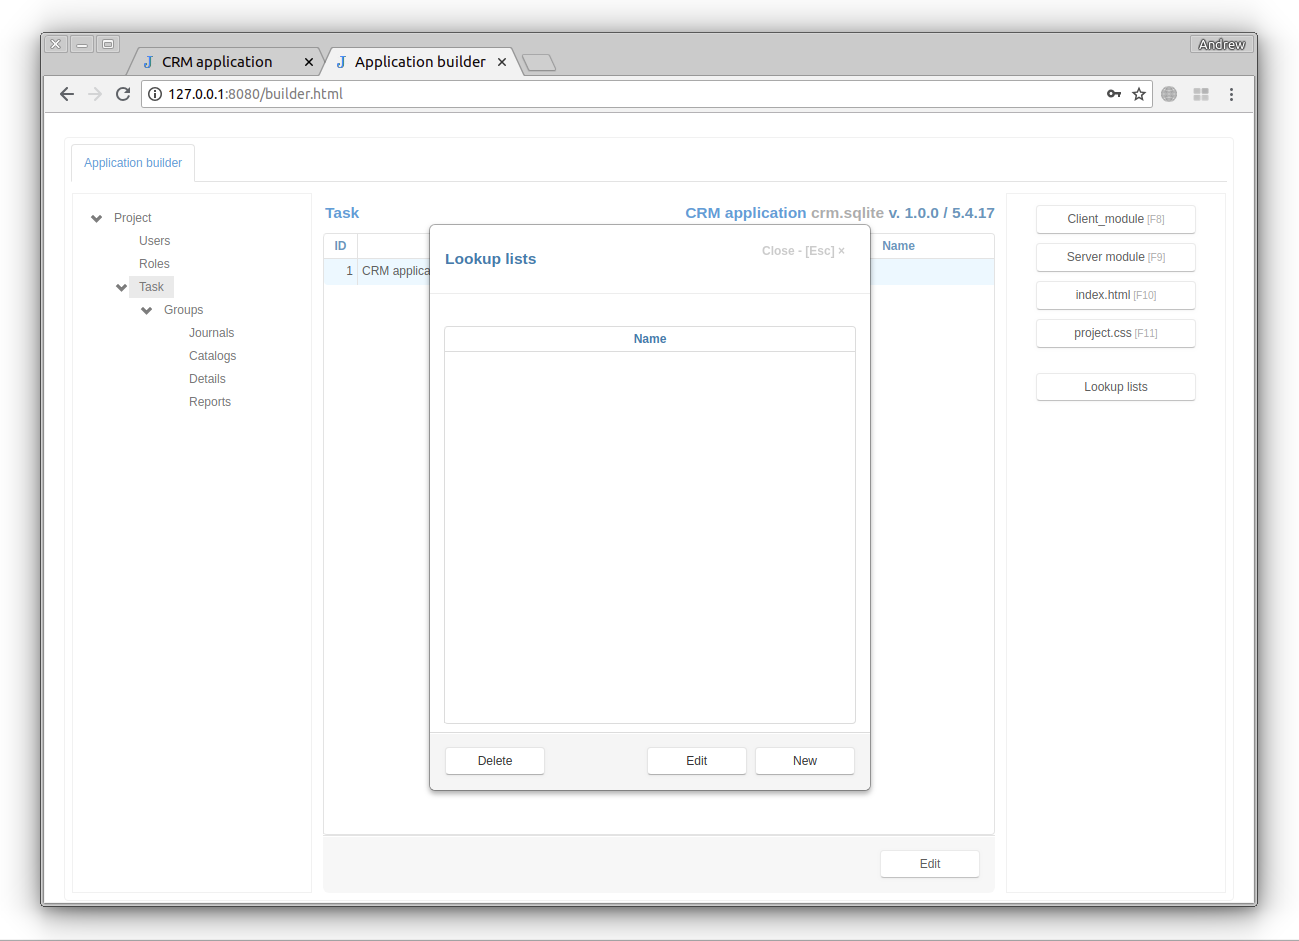 Andrew
CRM application
Application builder
127.0.0.1:8080/builder.html
Application builder
Project
Users
Roles
Task
Groups
Journals
Catalogs
Details
Reports
Task
CRM application crm.sqlite v. 1.0.0 / 5.4.17
ID
Name
1 CRM applica
Lookup lists
Close - [Esc] ×
Name
Delete
Edit
New
Edit
Client_module [F8]
Server module [F9]
index.html [F10]
project.css [F11]
Lookup lists